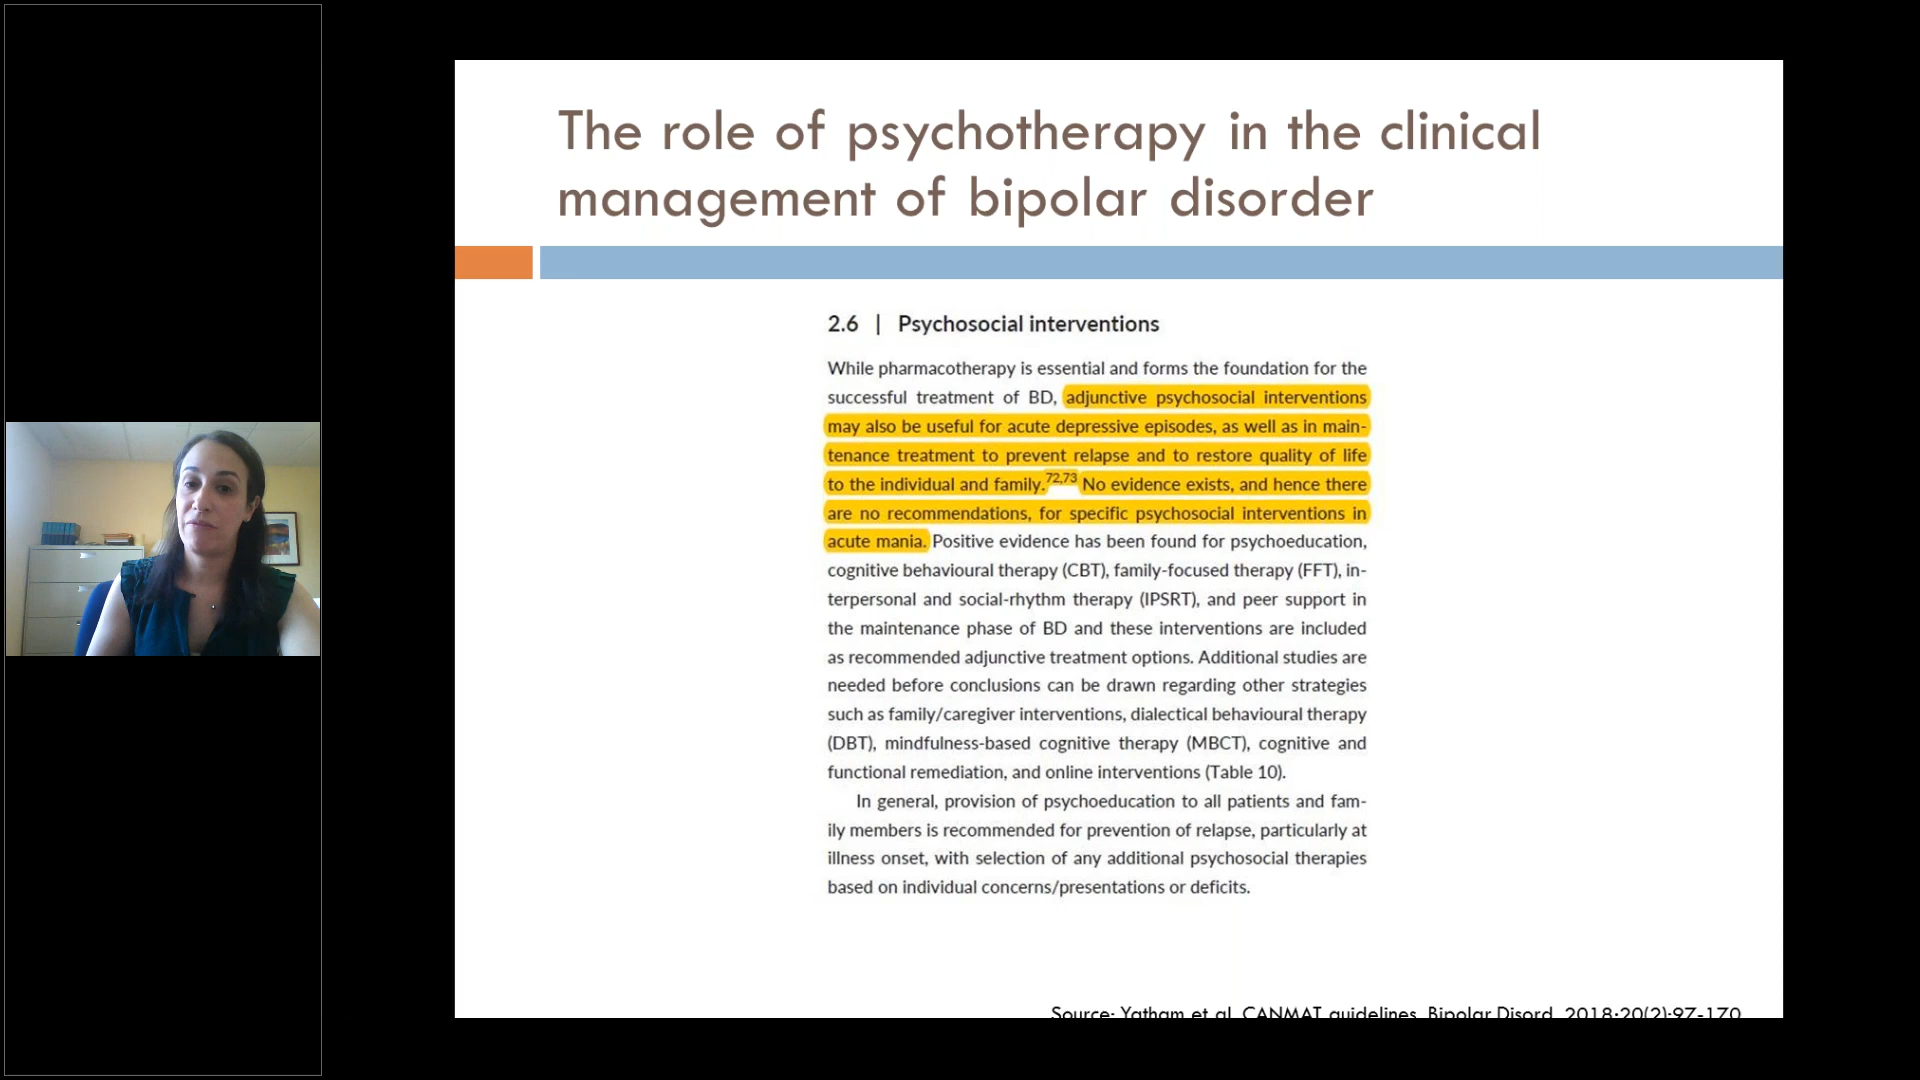 The role of psychotherapy in the clinical
management of bipolar disorder
2.6 | Psychosocial interventions
While pharmacotherapy is essential and forms the foundation for the
successful treatment of BD, adjunctive psychosocial interventions
may also be useful for acute depressive episodes, as well as in main-
tenance treatment to prevent relapse and to restore quality of life
to the individual and family.72,73 No evidence exists, and hence there
are no recommendations, for specific psychosocial interventions in
acute mania. Positive evidence has been found for psychoeducation,
cognitive behavioural therapy (CBT), family-focused therapy (FFT), in-
terpersonal and social-rhythm therapy (IPSRT), and peer support in
the maintenance phase of BD and these interventions are included
as recommended adjunctive treatment options. Additional studies are
needed before conclusions can be drawn regarding other strategies
such as family/caregiver interventions, dialectical behavioural therapy
(DBT), mindfulness-based cognitive therapy (MBCT), cognitive and
functional remediation, and online interventions (Table 10).
In general, provision of psychoeducation to all patients and fam-
ily members is recommended for prevention of relapse, particularly at
illness onset, with selection of any additional psychosocial therapies
based on individual concerns/presentations or deficits.
Source: Yatham et al. CANMAT guidelines. Bipolar Disord. 2018;20(2):97-170